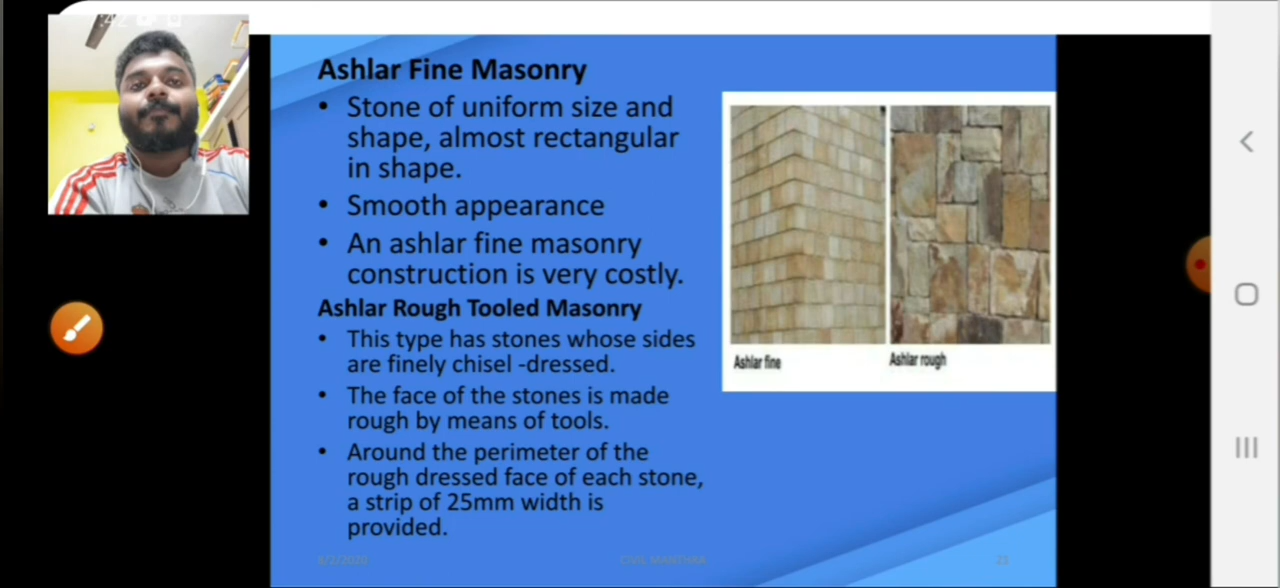 Ashlar Fine Masonry
• Stone of uniform size and
shape, almost rectangular
in shape.
• Smooth appearance
• An ashlar fine masonry
construction is very costly.
Ashlar Rough Tooled Masonry
• This type has stones whose sides
are finely chisel -dressed.
• The face of the stones is made
rough by means of tools.
• Around the perimeter of the
rough dressed face of each stone,
a strip of 25mm width is
provided.
Ashlar fine
Ashlar rough